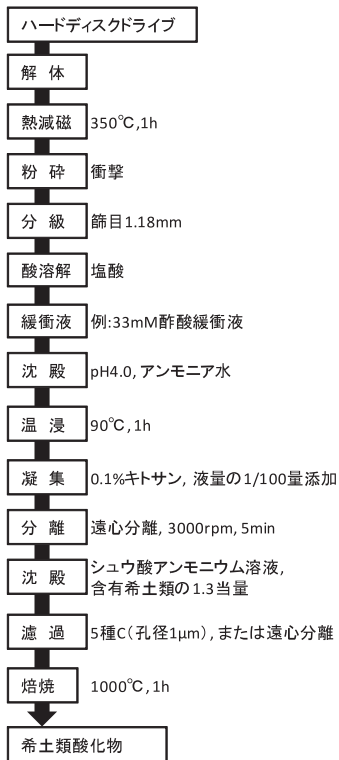 ハードディスクドライブ
解 体
熱減磁 350℃,1h
粉 砕 衝撃
分 級 篩目1.18mm
酸溶解 塩酸
緩衝液 例:33mM酢酸緩衝液
沈 殿 pH4.0, アンモニア水
温 浸 90℃,1h
凝 集 0.1%キトサン, 液量の1/100量添加
分 離 遠心分離, 3000rpm, 5min
沈 殿 シュウ酸アンモニウム溶液,
含有希土類の1.3当量
濾 過 5種C(孔径1μm), または遠心分離
焙焼 1000℃,1h
希土類酸化物